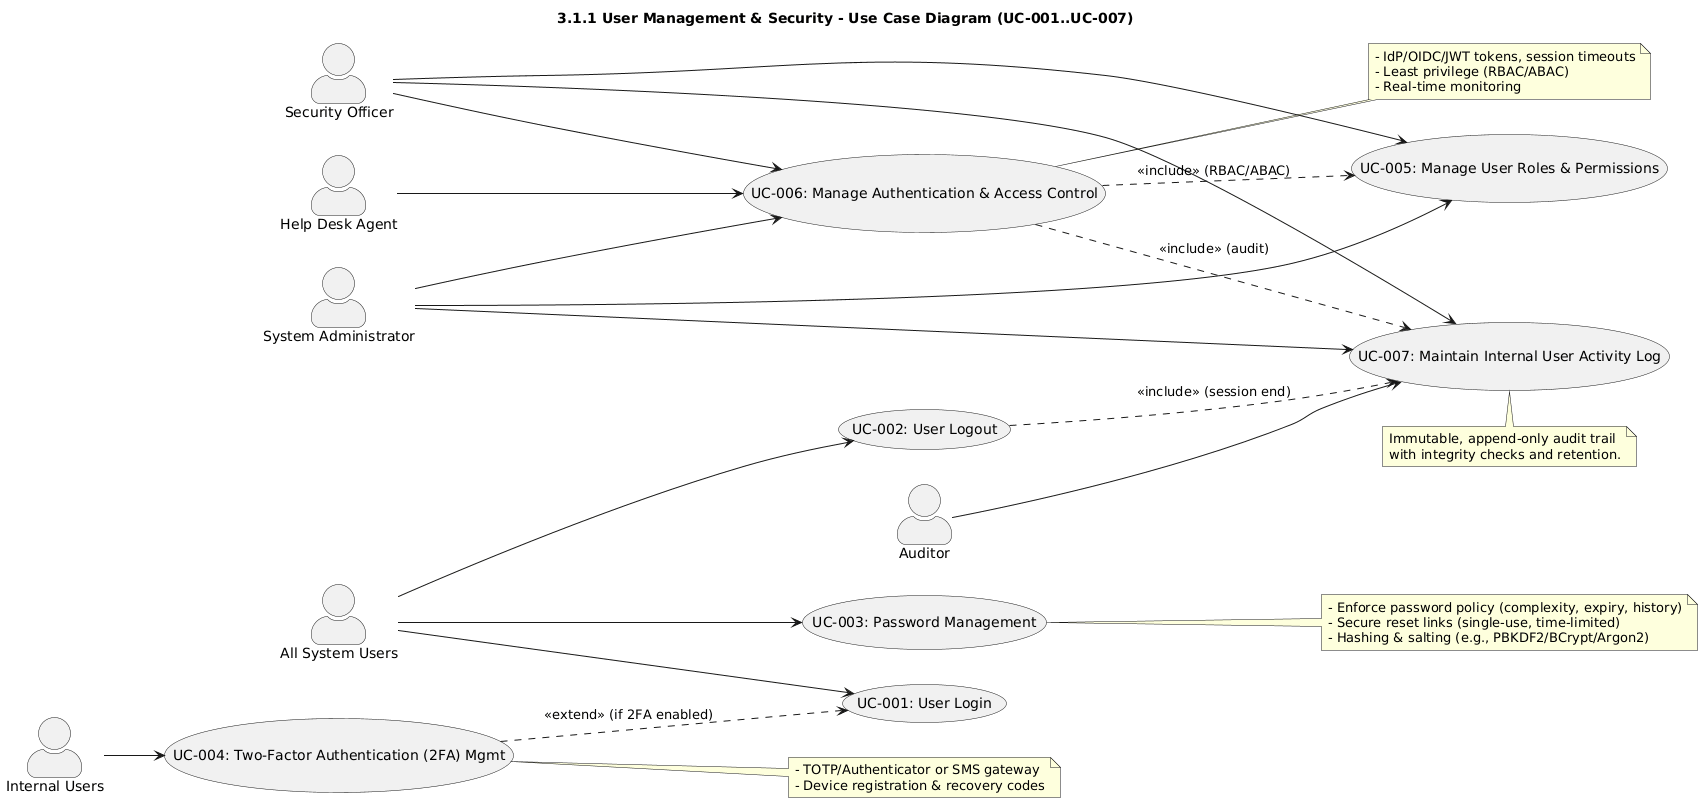 3.1.1 User Management & Security - Use Case Diagram (UC-001..UC-007)
- IdP/OIDC/JWT tokens, session timeouts
- Least privilege (RBAC/ABAC)
- Real-time monitoring
Security Officer
«include» (RBAC/ABAC)
UC-005: Manage User Roles & Permissions
UC-006: Manage Authentication & Access Control
Help Desk Agent
«include» (audit)
System Administrator
UC-007: Maintain Internal User Activity Log
«include» (session end)
UC-002: User Logout
Immutable, append-only audit trail
with integrity checks and retention.
Auditor
- Enforce password policy (complexity, expiry, history)
- Secure reset links (single-use, time-limited)
- Hashing & salting (e.g., PBKDF2/BCrypt/Argon2)
UC-003: Password Management
All System Users
UC-001: User Login
«extend» (if 2FA enabled)
UC-004: Two-Factor Authentication (2FA) Mgmt
- TOTP/Authenticator or SMS gateway
- Device registration & recovery codes
Internal Users